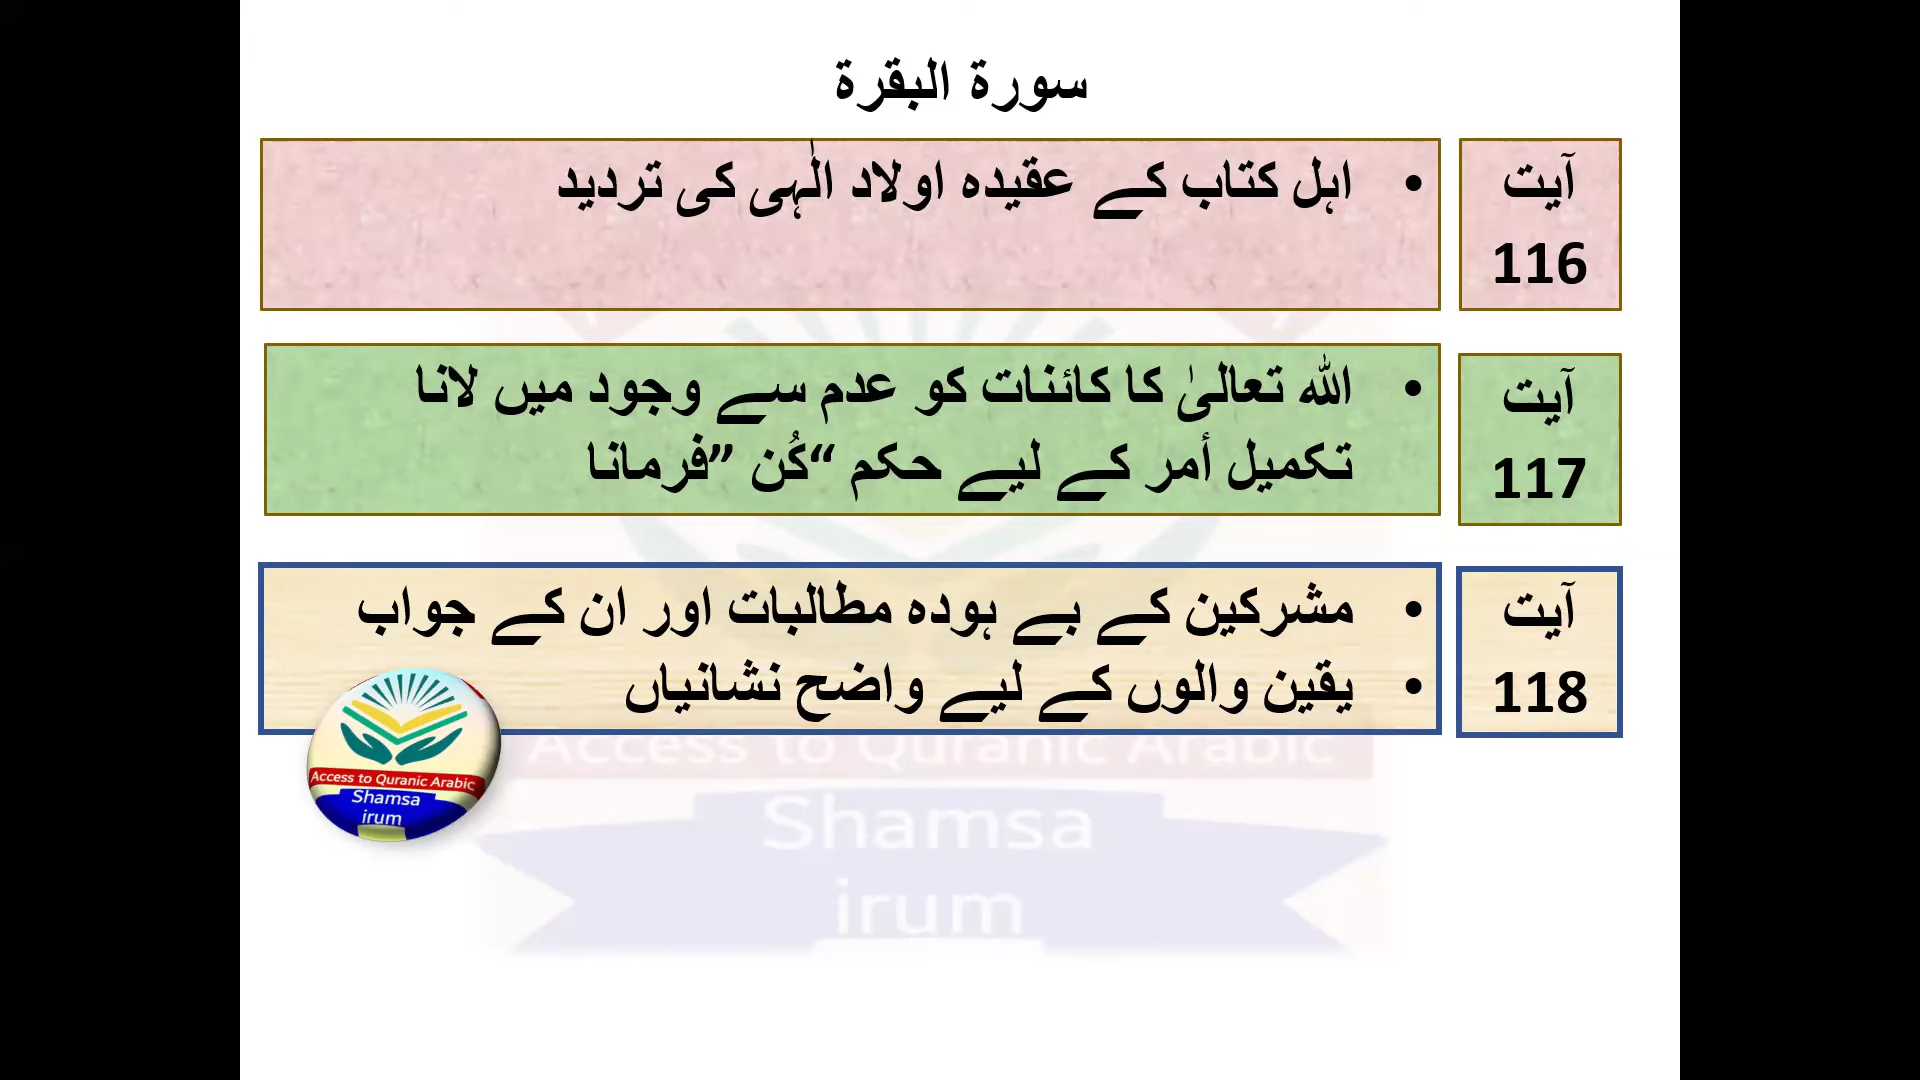 سورة البقرة
آیت
116
• اہل کتاب کے عقیدہ اولاد الٰہی کی تردید
آیت
117
• اللہ تعالیٰ کا کائنات کو عدم سے وجود میں لانا
تکمیل أمر کے لیے حکم “کُن ”فرمانا
آیت
118
• مشرکین کے بے ہودہ مطالبات اور ان کے جواب
• یقین والوں کے لیے واضح نشانیاں
Access to Quranic Arabic
Shamsa
irum
Access to Quranic Arabic
Shamsa
irum